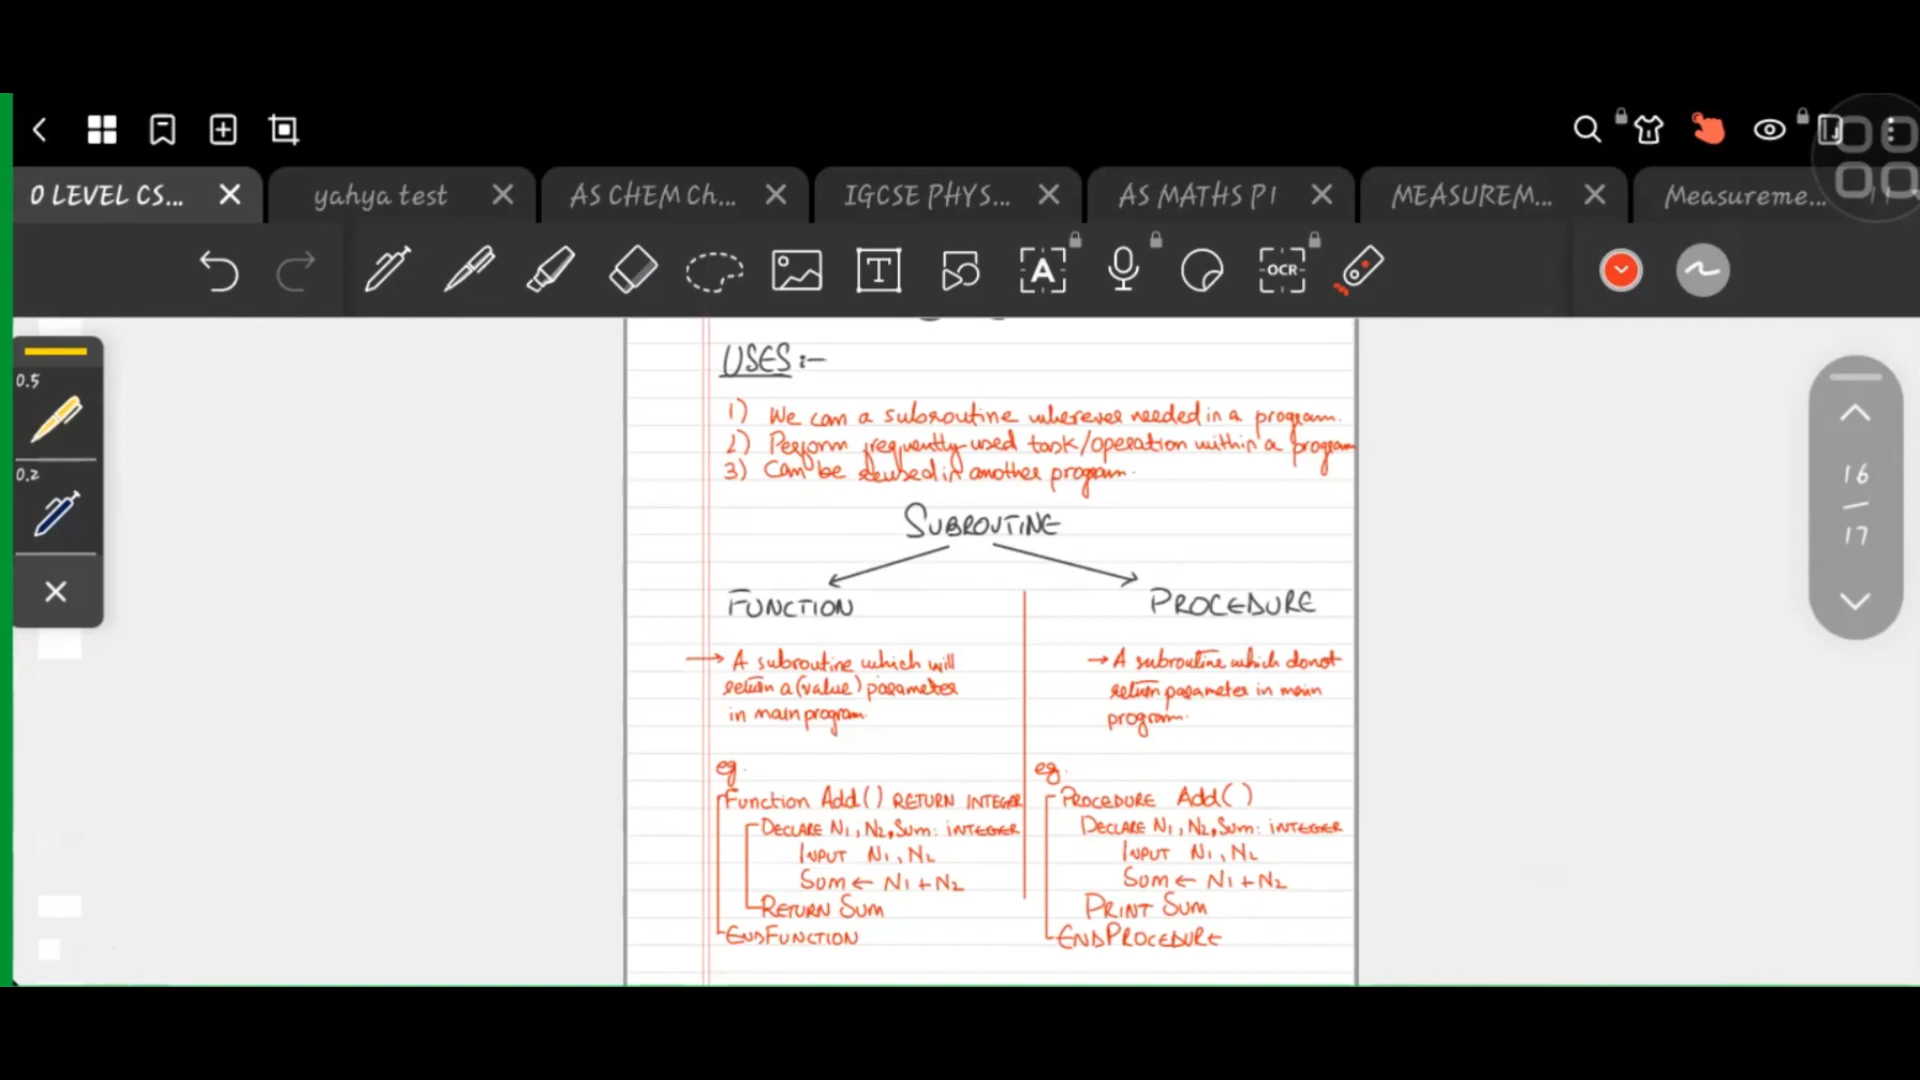 0 LEVEL CS...
yahya test
AS CHEM Ch...
IGCSE PHYS...
AS MATHS P1
MEASUREM...
Measureme...
T
A
OCR
0.5
0.2
16
17
USES :-
1) We can a subroutine wherever needed in a program.
2) Perform frequently used task/operation within a program
3) Can be reused in another program.
SUBROUTINE
FUNCTION
PROCEDURE
→ A subroutine which will
return a (value) parameter
in main program.
→ A subroutine which donot
return parameter in main
program.
eg.
Function Add() RETURN INTEGER
DECLARE N1, N2, Sum: INTEGER
INPUT N1, N2
Sum ← N1 + N2
RETURN SUM
ENDFUNCTION
eg.
PROCEDURE Add()
DECLARE N1, N2, Sum: INTEGER
INPUT N1, N2
Sum ← N1 + N2
PRINT SUM
ENDPROCEDURE